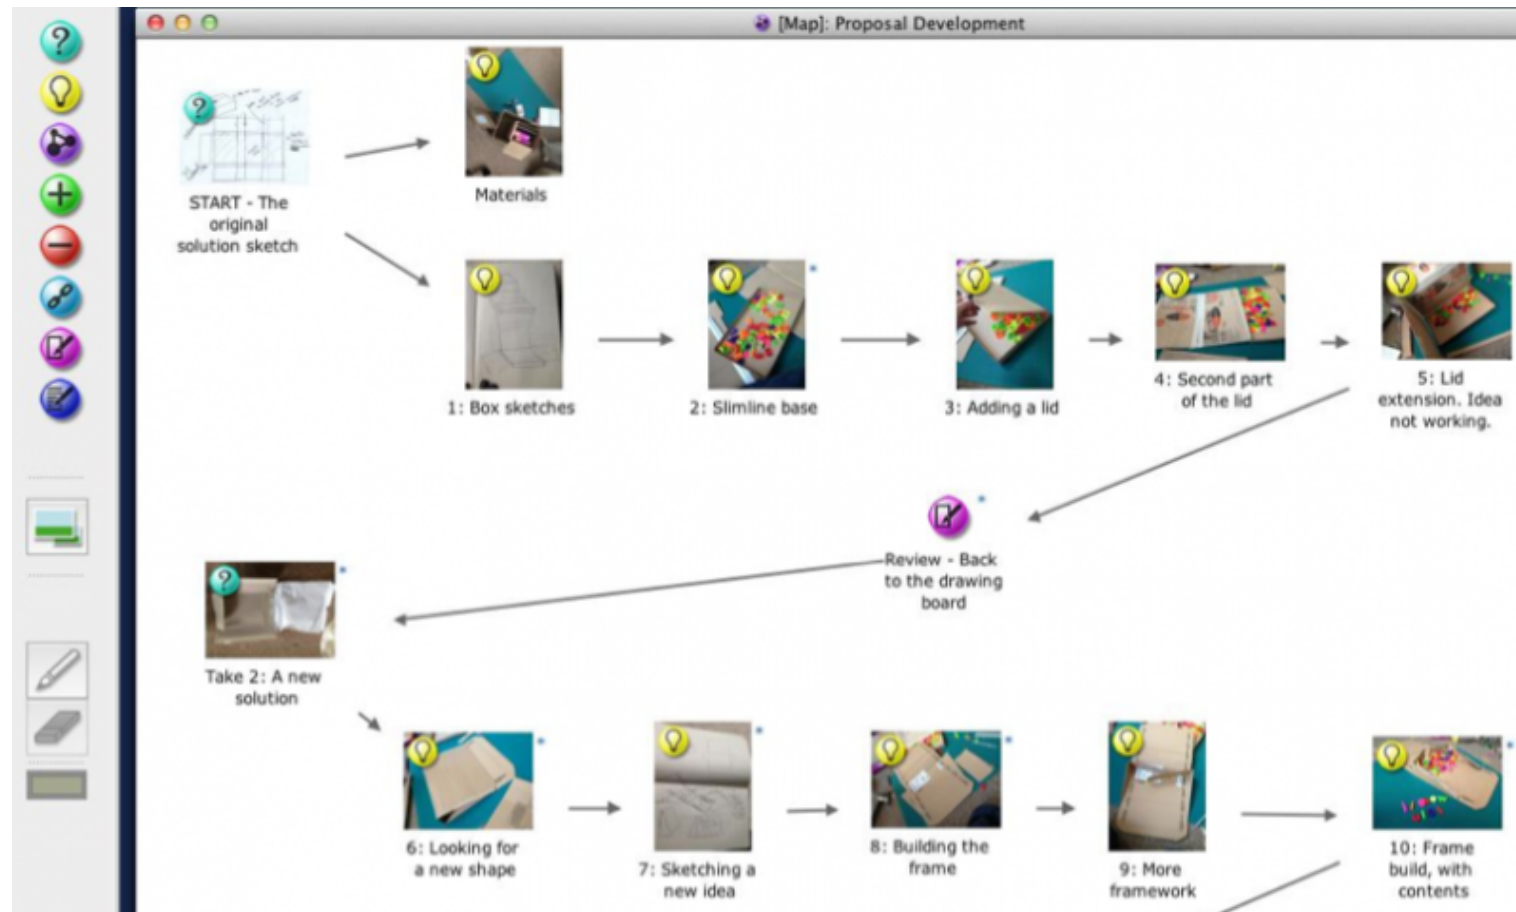 [Map]: Proposal Development
START - The
original
solution sketch
Materials
1: Box sketches
2: Slimline base
3: Adding a lid
4: Second part
of the lid
5: Lid
extension. Idea
not working.
Review - Back
to the drawing
board
Take 2: A new
solution
6: Looking for
a new shape
7: Sketching a
new idea
8: Building the
frame
9: More
framework
10: Frame
build, with
contents